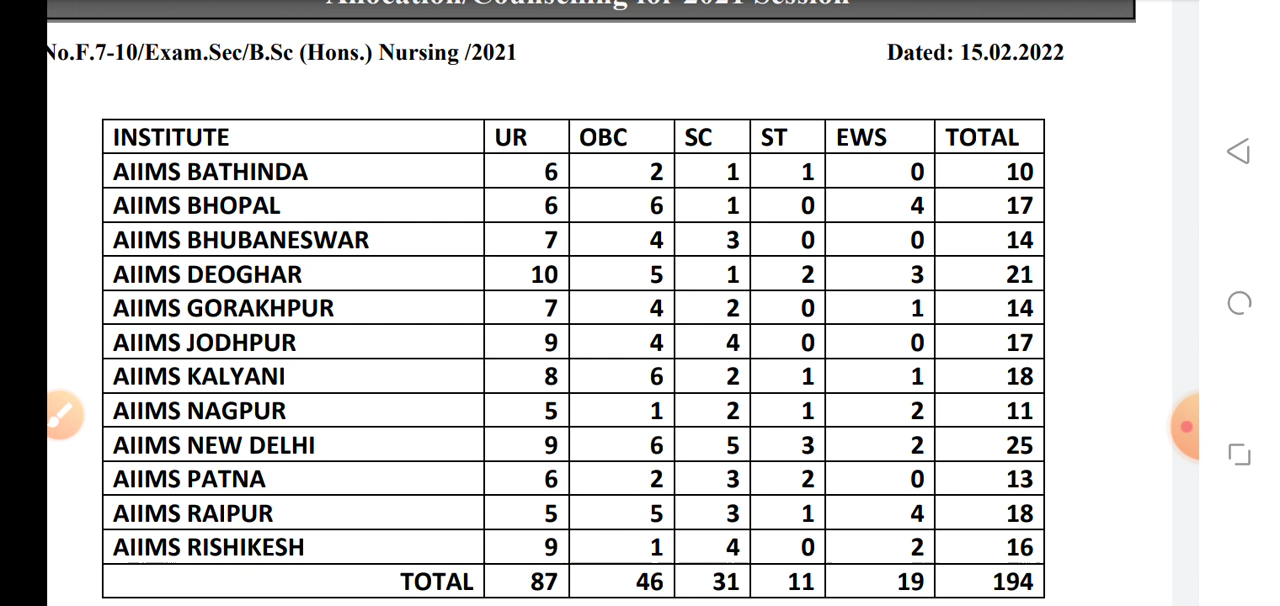 Allocation/Counselling for 2021 Session
No.F.7-10/Exam.Sec/B.Sc (Hons.) Nursing /2021 Dated: 15.02.2022
INSTITUTE UR OBC SC ST EWS TOTAL
AIIMS BATHINDA 6 2 1 1 0 10
AIIMS BHOPAL 6 6 1 0 4 17
AIIMS BHUBANESWAR 7 4 3 0 0 14
AIIMS DEOGHAR 10 5 1 2 3 21
AIIMS GORAKHPUR 7 4 2 0 1 14
AIIMS JODHPUR 9 4 4 0 0 17
AIIMS KALYANI 8 6 2 1 1 18
AIIMS NAGPUR 5 1 2 1 2 11
AIIMS NEW DELHI 9 6 5 3 2 25
AIIMS PATNA 6 2 3 2 0 13
AIIMS RAIPUR 5 5 3 1 4 18
AIIMS RISHIKESH 9 1 4 0 2 16
TOTAL 87 46 31 11 19 194